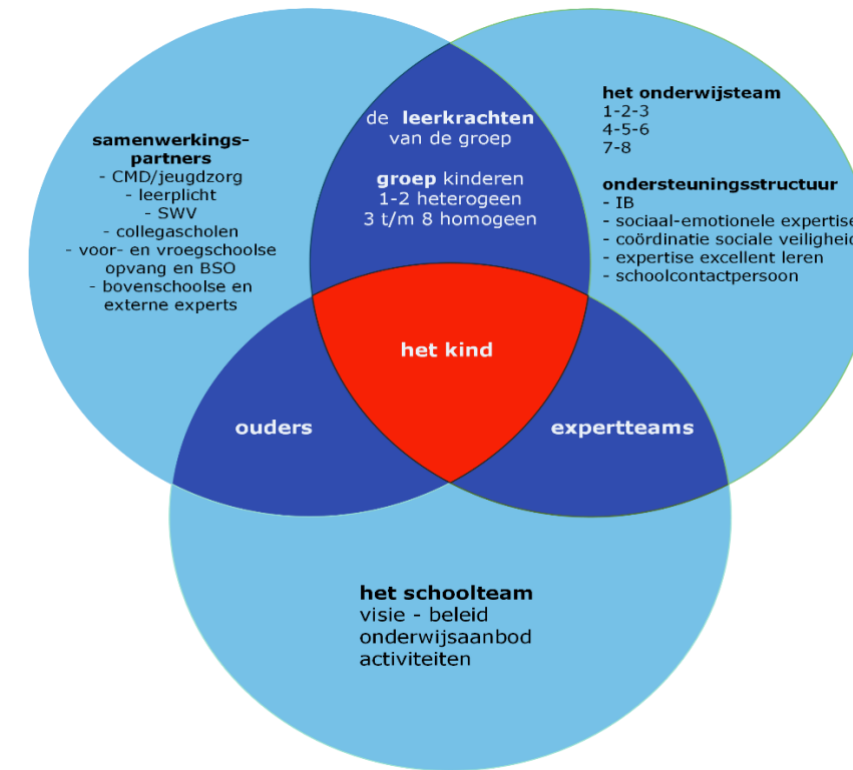 samenwerkings-
partners
- CMD/jeugdzorg
- leerplicht
- SWV
- collegascholen
- voor- en vroegschoolse
opvang en BSO
- bovenschoolse en
externe experts
de leerkrachten
van de groep
groep kinderen
1-2 heterogeen
3 t/m 8 homogeen
het onderwijsteam
1-2-3
4-5-6
7-8
ondersteuningsstructuur
- IB
- sociaal-emotionele expertise
- coördinatie sociale veiligheid
- expertise excellent leren
- schoolcontactpersoon
het kind
ouders
expertteams
het schoolteam
visie - beleid
onderwijsaanbod
activiteiten